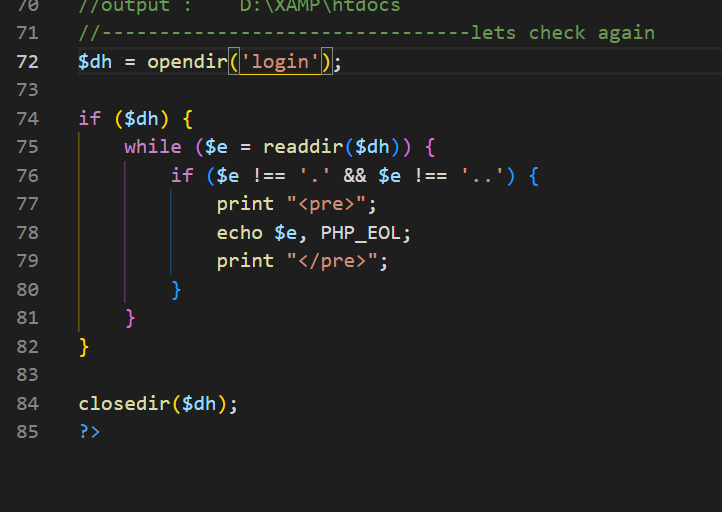 70 //output :    D:\XAMP\htdocs
71 //--------------------------------lets check again
72 $dh = opendir('login');
73
74 if ($dh) {
75     while ($e = readdir($dh)) {
76         if ($e !== '.' && $e !== '..') {
77             print "<pre>";
78             echo $e, PHP_EOL;
79             print "</pre>";
80         }
81     }
82 }
83
84 closedir($dh);
85 ?>